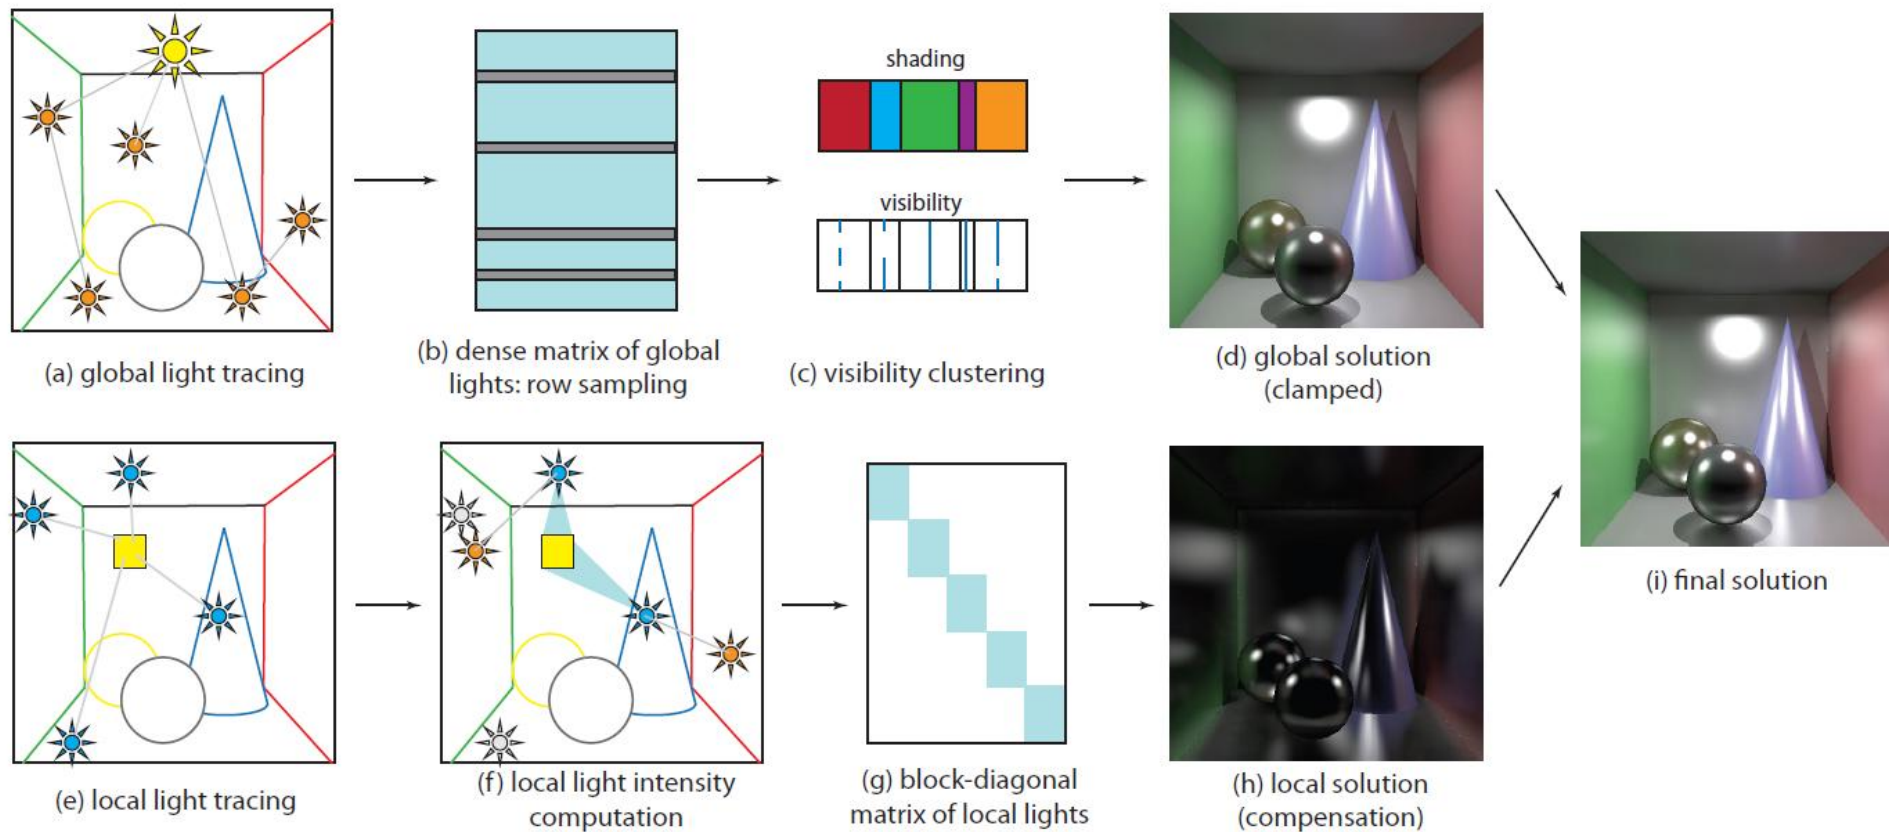 shading
visibility
(a) global light tracing
(b) dense matrix of global
lights: row sampling
(c) visibility clustering
(d) global solution
(clamped)
(e) local light tracing
(f) local light intensity
computation
(g) block-diagonal
matrix of local lights
(h) local solution
(compensation)
(i) final solution